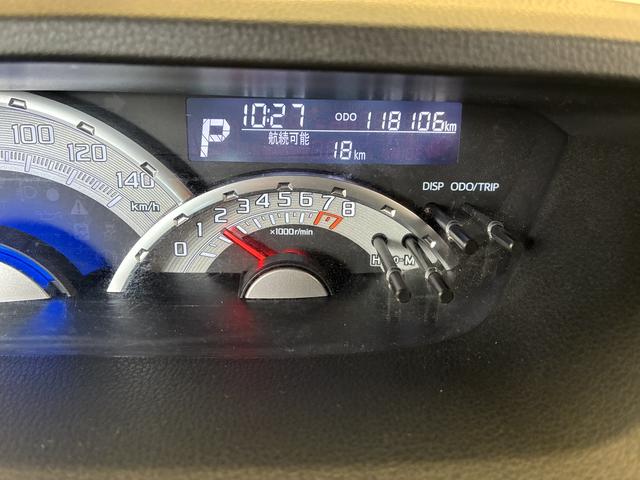 10:27 ODO 118106km
P
航続可能
18km
DISP ODO/TRIP
100 120 140
km/h
0 1 2 3 4 5 6 7 8
×1000r/min